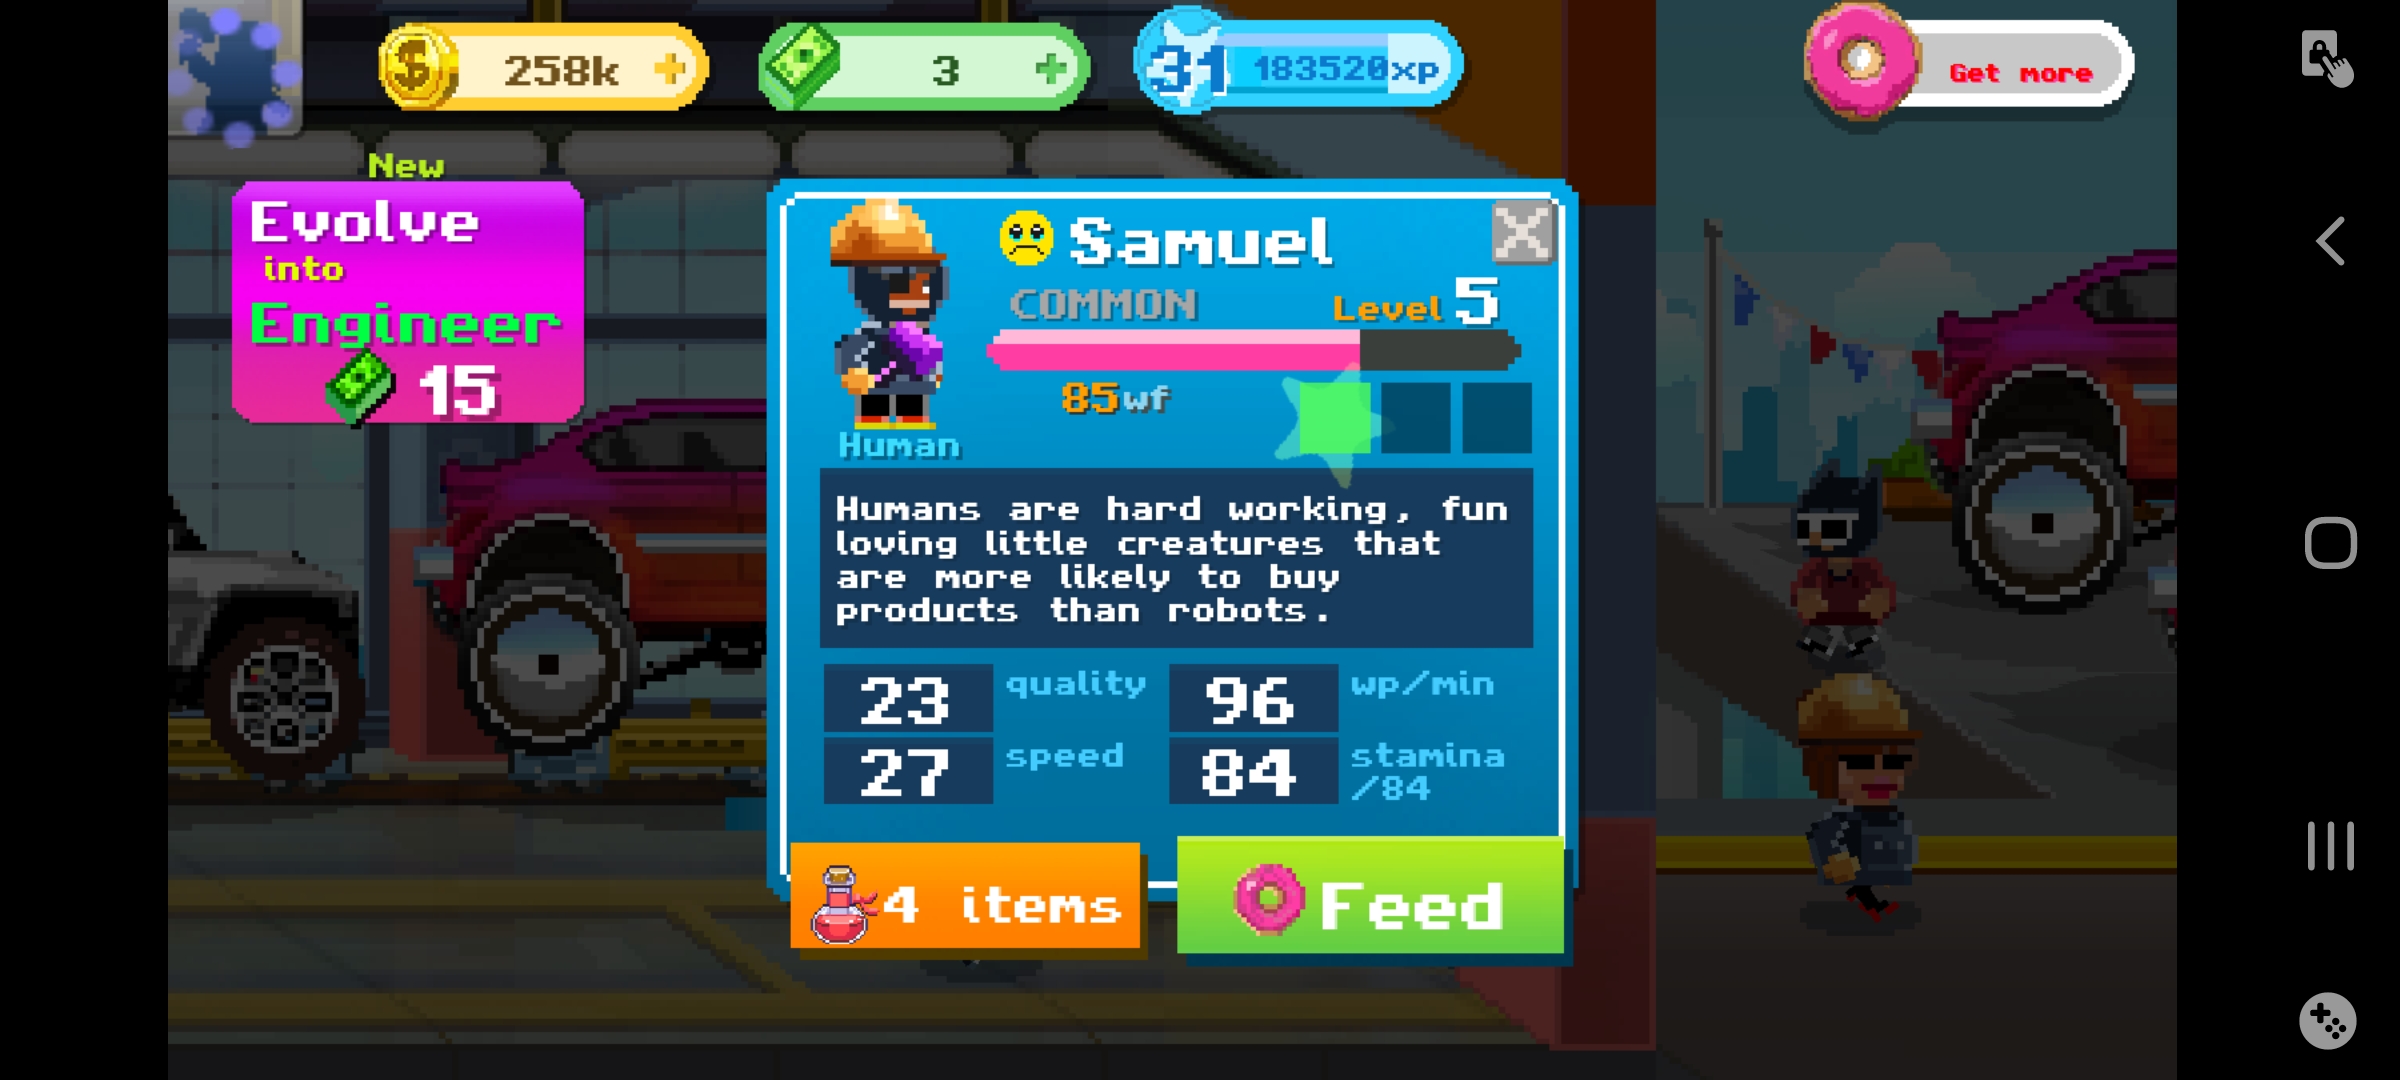 258k
3
31 183520xp
Get more
New
Evolve
into
Engineer
15
Samuel
COMMON
Level 5
85wf
Human
Humans are hard working, fun
loving little creatures that
are more likely to buy
products than robots.
23 quality
96 wp/min
27 speed
84 stamina
/84
4 items
Feed